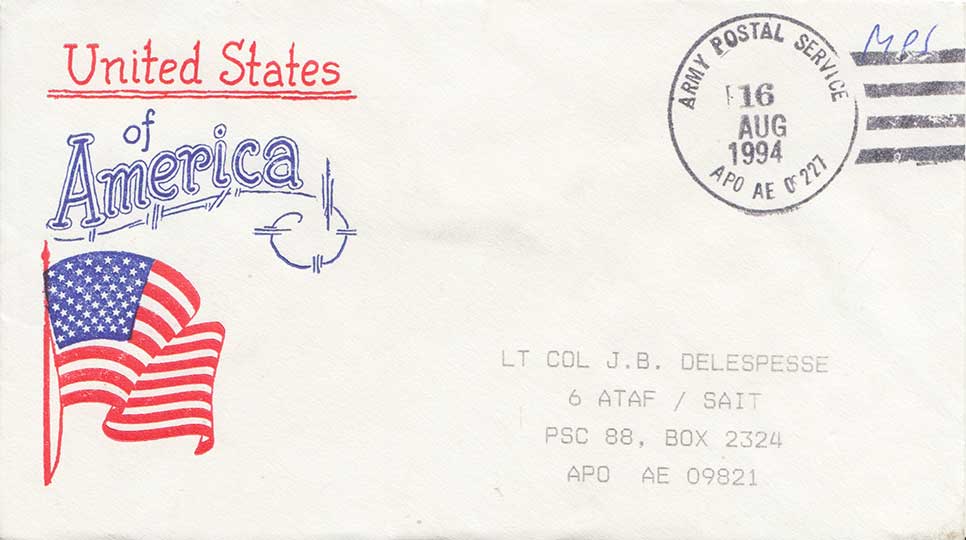 United States
of
America
ARMY POSTAL SERVICE
16
AUG
1994
APO AE 09227
MPS
LT COL J.B. DELESPESSE
6 ATAF / SAIT
PSC 88, BOX 2324
APO AE 09821